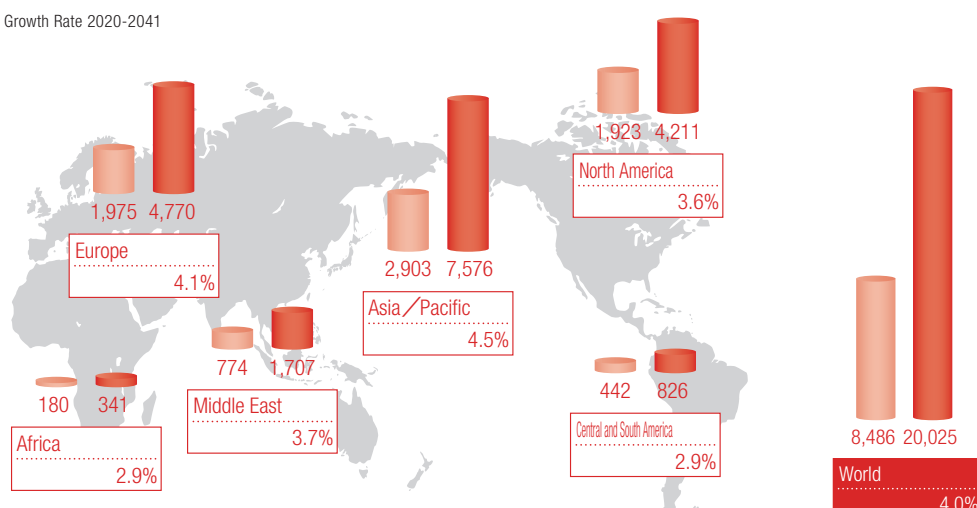 Growth Rate 2020-2041
1,923 4,211
North America
3.6%
1,975 4,770
Europe
4.1%
2,903 7,576
Asia／Pacific
4.5%
774 1,707
Middle East
3.7%
180 341
Africa
2.9%
442 826
Central and South America
2.9%
8,486 20,025
World
4.0%